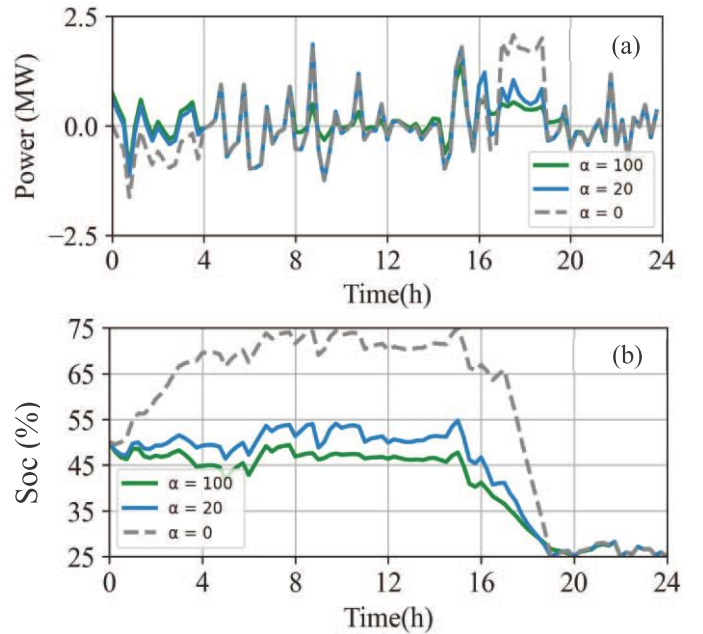 2.5
(a)
0.0
Power (MW)
α = 100
α = 20
α = 0
−2.5
0 4 8 12 16 20 24
Time(h)
75
(b)
65
55
Soc (%)
45
α = 100
α = 20
35
α = 0
25
0 4 8 12 16 20 24
Time(h)